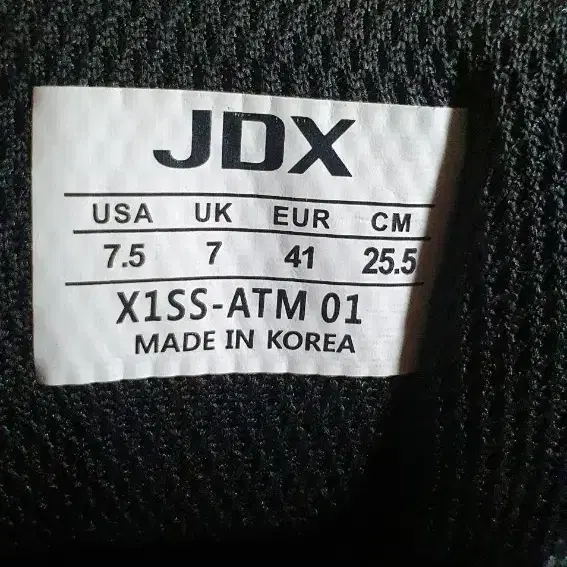 JDX
USA UK EUR CM
7.5 7 41 25.5
X1SS-ATM 01
MADE IN KOREA